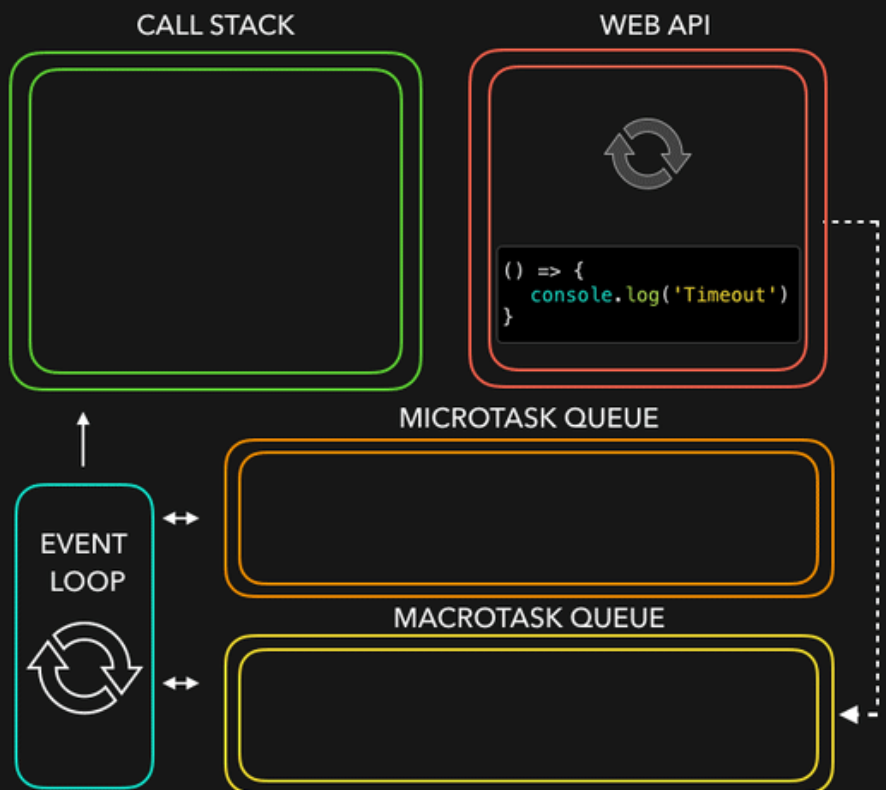 CALL STACK
WEB API
() => {
console.log('Timeout')
}
MICROTASK QUEUE
EVENT
LOOP
MACROTASK QUEUE